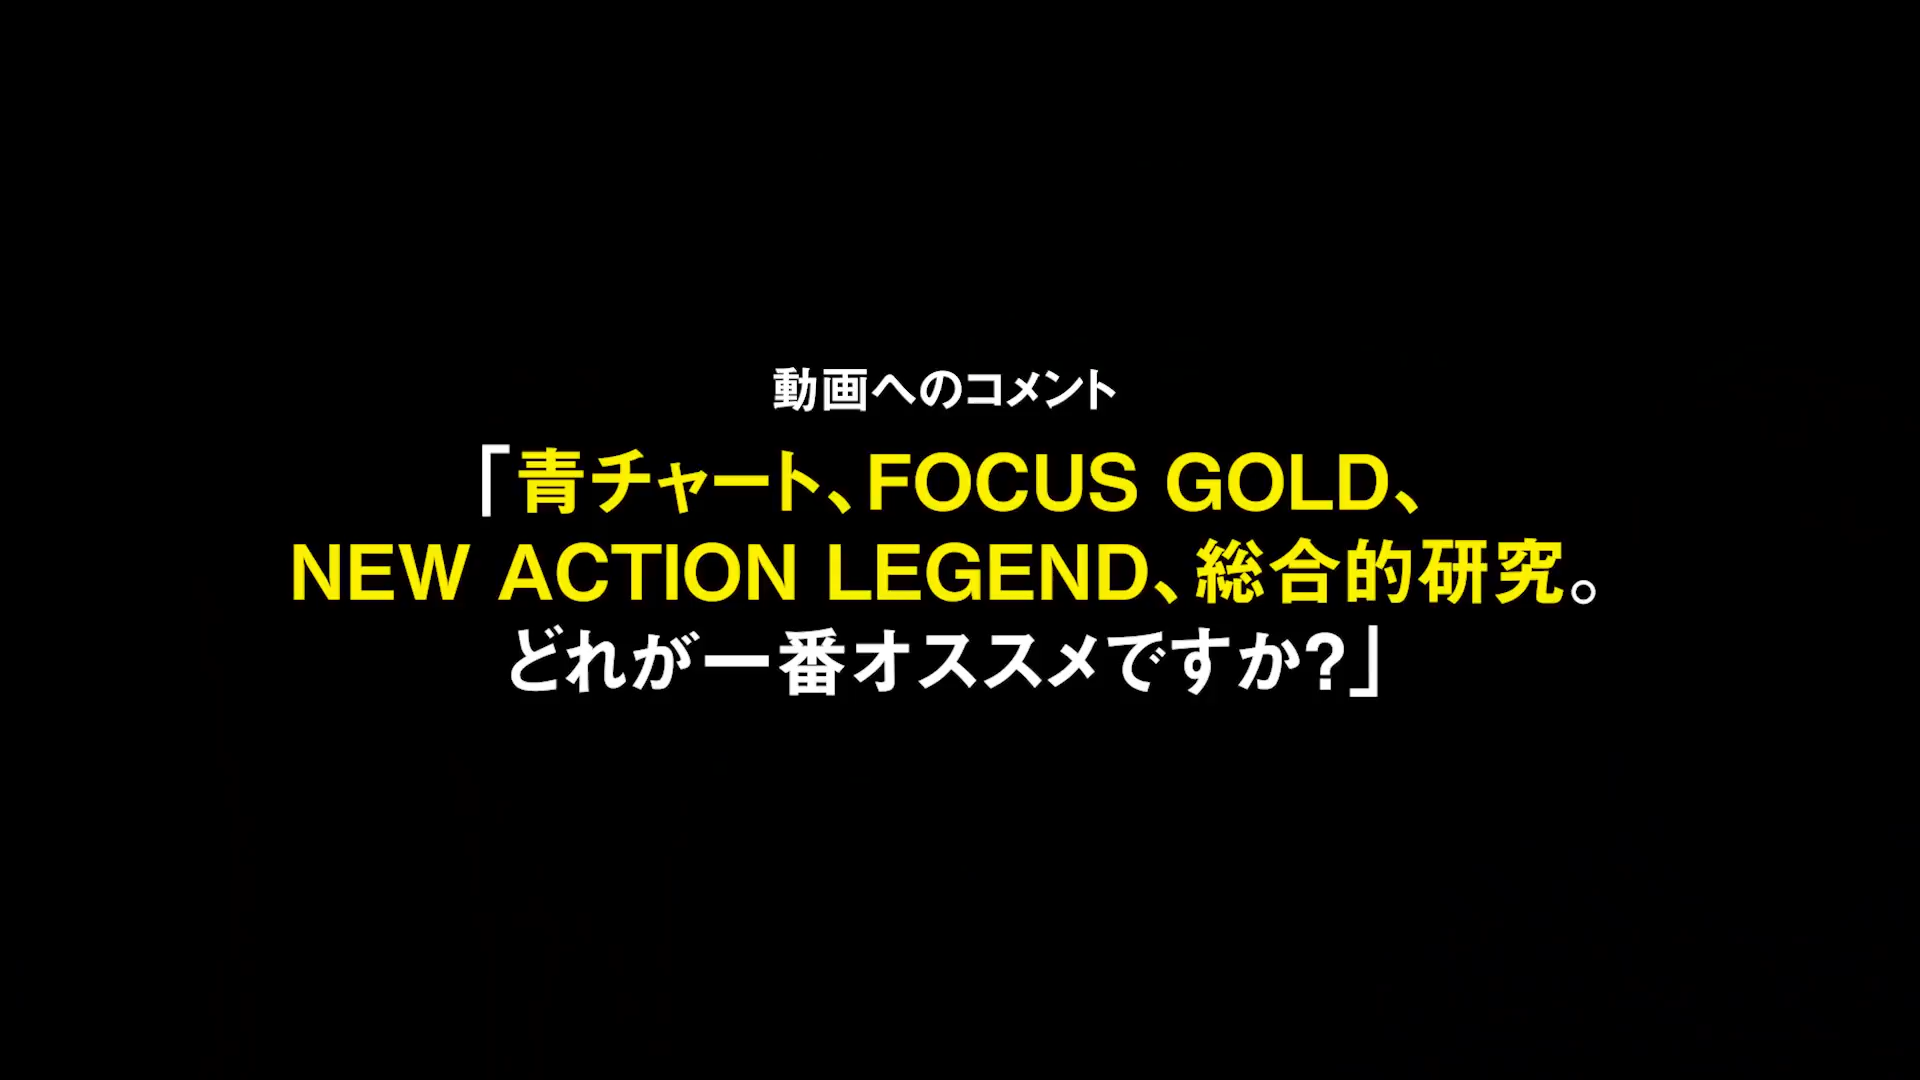 動画へのコメント
「青チャート、FOCUS GOLD、
NEW ACTION LEGEND、総合的研究。
どれが一番オススメですか?」